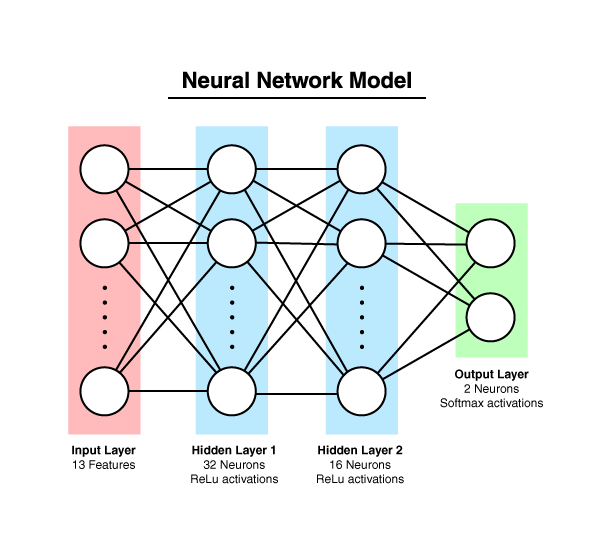 Neural Network Model
Output Layer
2 Neurons
Softmax activations
Input Layer
13 Features
Hidden Layer 1
32 Neurons
ReLu activations
Hidden Layer 2
16 Neurons
ReLu activations